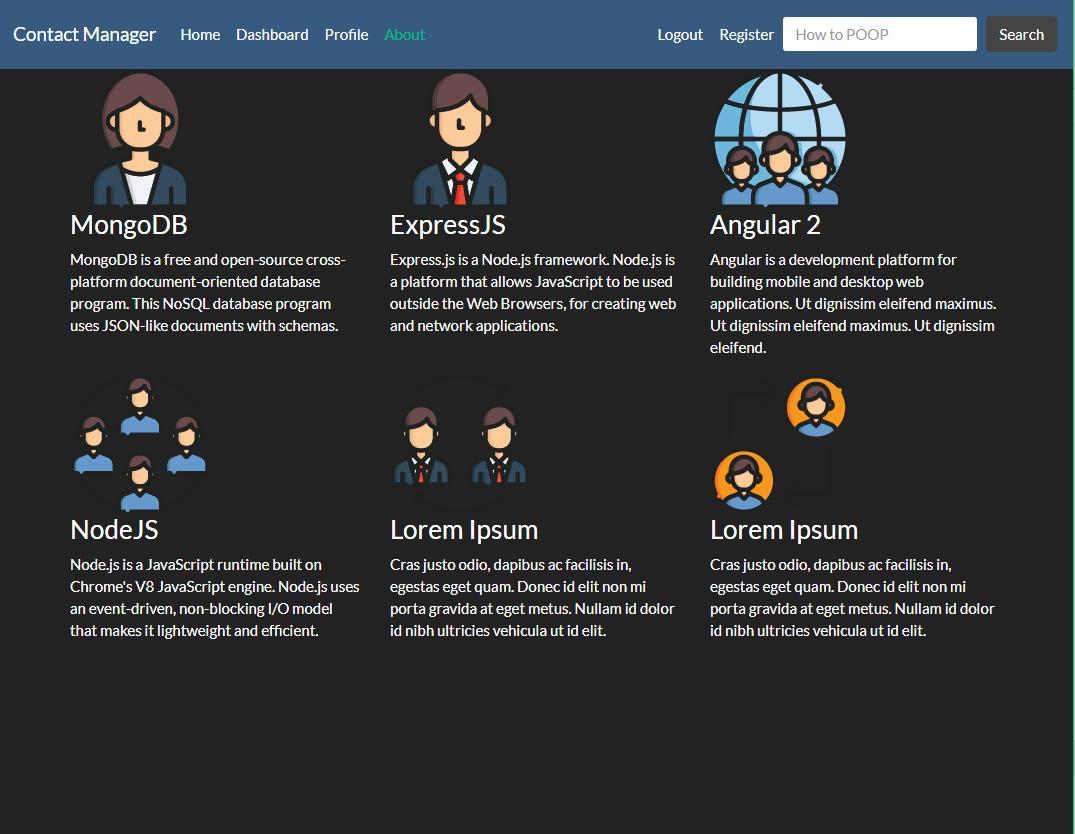 Contact Manager Home Dashboard Profile About Logout Register How to POOP Search
MongoDB
MongoDB is a free and open-source cross-
platform document-oriented database
program. This NoSQL database program
uses JSON-like documents with schemas.
ExpressJS
Express.js is a Node.js framework. Node.js is
a platform that allows JavaScript to be used
outside the Web Browsers, for creating web
and network applications.
Angular 2
Angular is a development platform for
building mobile and desktop web
applications. Ut dignissim eleifend maximus.
Ut dignissim eleifend maximus. Ut dignissim
eleifend.
NodeJS
Node.js is a JavaScript runtime built on
Chrome's V8 JavaScript engine. Node.js uses
an event-driven, non-blocking I/O model
that makes it lightweight and efficient.
Lorem Ipsum
Cras justo odio, dapibus ac facilisis in,
egestas eget quam. Donec id elit non mi
porta gravida at eget metus. Nullam id dolor
id nibh ultricies vehicula ut id elit.
Lorem Ipsum
Cras justo odio, dapibus ac facilisis in,
egestas eget quam. Donec id elit non mi
porta gravida at eget metus. Nullam id dolor
id nibh ultricies vehicula ut id elit.